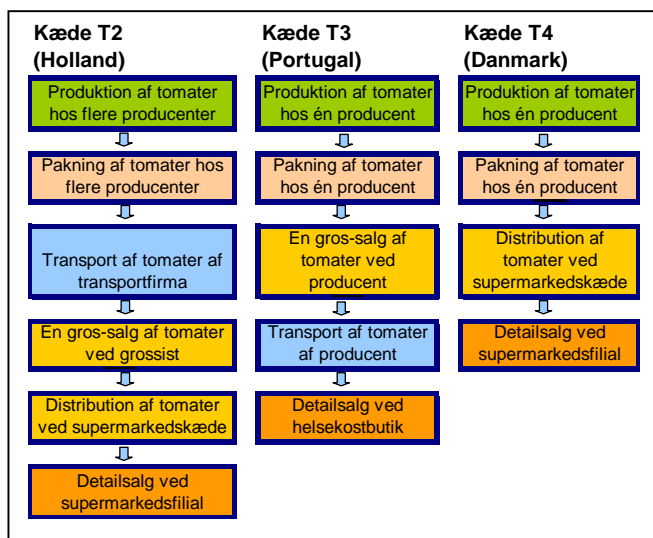 Kæde T2
(Holland)
Produktion af tomater
hos flere producenter
Pakning af tomater hos
flere producenter
Transport af tomater af
transportfirma
En gros-salg af tomater
ved grossist
Distribution af tomater
ved supermarkedskæde
Detailsalg ved
supermarkedsfilial
Kæde T3
(Portugal)
Produktion af tomater
hos én producent
Pakning af tomater
hos én producent
En gros-salg af
tomater ved
producent
Transport af tomater
af producent
Detailsalg ved
helsekostbutik
Kæde T4
(Danmark)
Produktion af tomater
hos én producent
Pakning af tomater
hos én producent
Distribution af
tomater ved
supermarkedskæde
Detailsalg ved
supermarkedsfilial